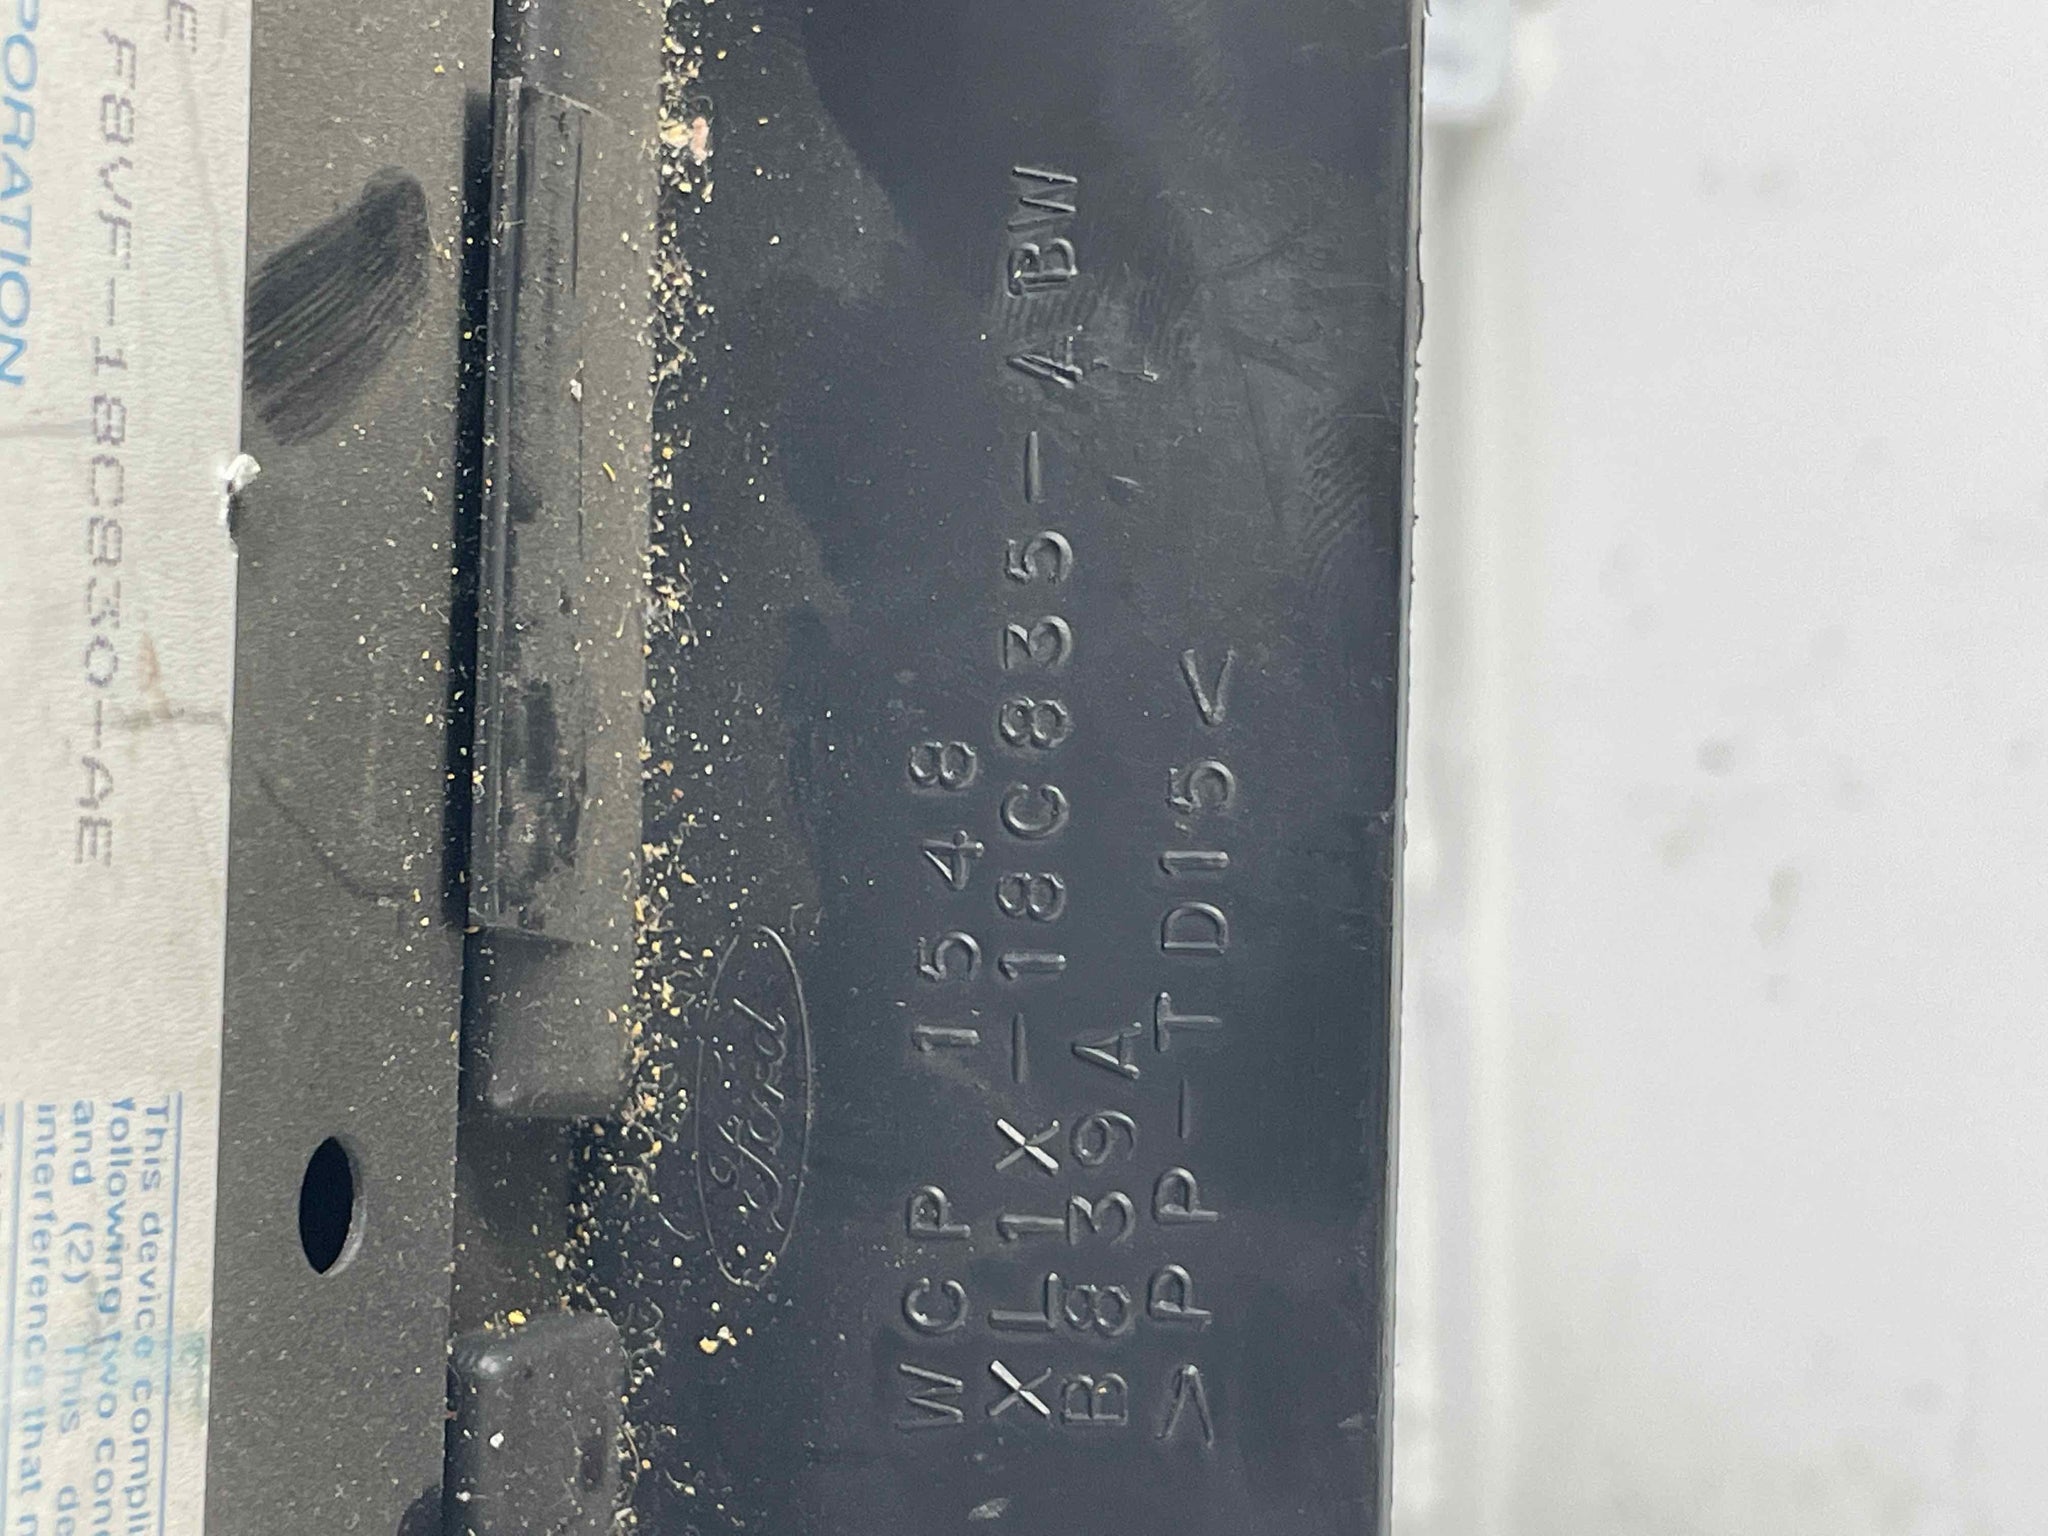 E
F8VF-18C830-AE
PORATION
This device compli
following two cond
and (2) This de
interference that
Ford
WCP 1548
XL1X-18C835-ABW
B839A
>PP-TD15<